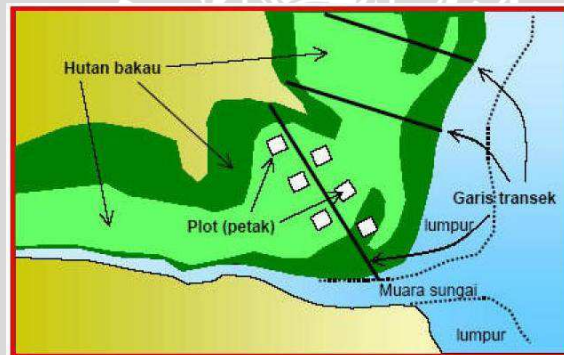 Hutan bakau
Plot (petak)
Garis transek
lumpur
Muara sungai
lumpur